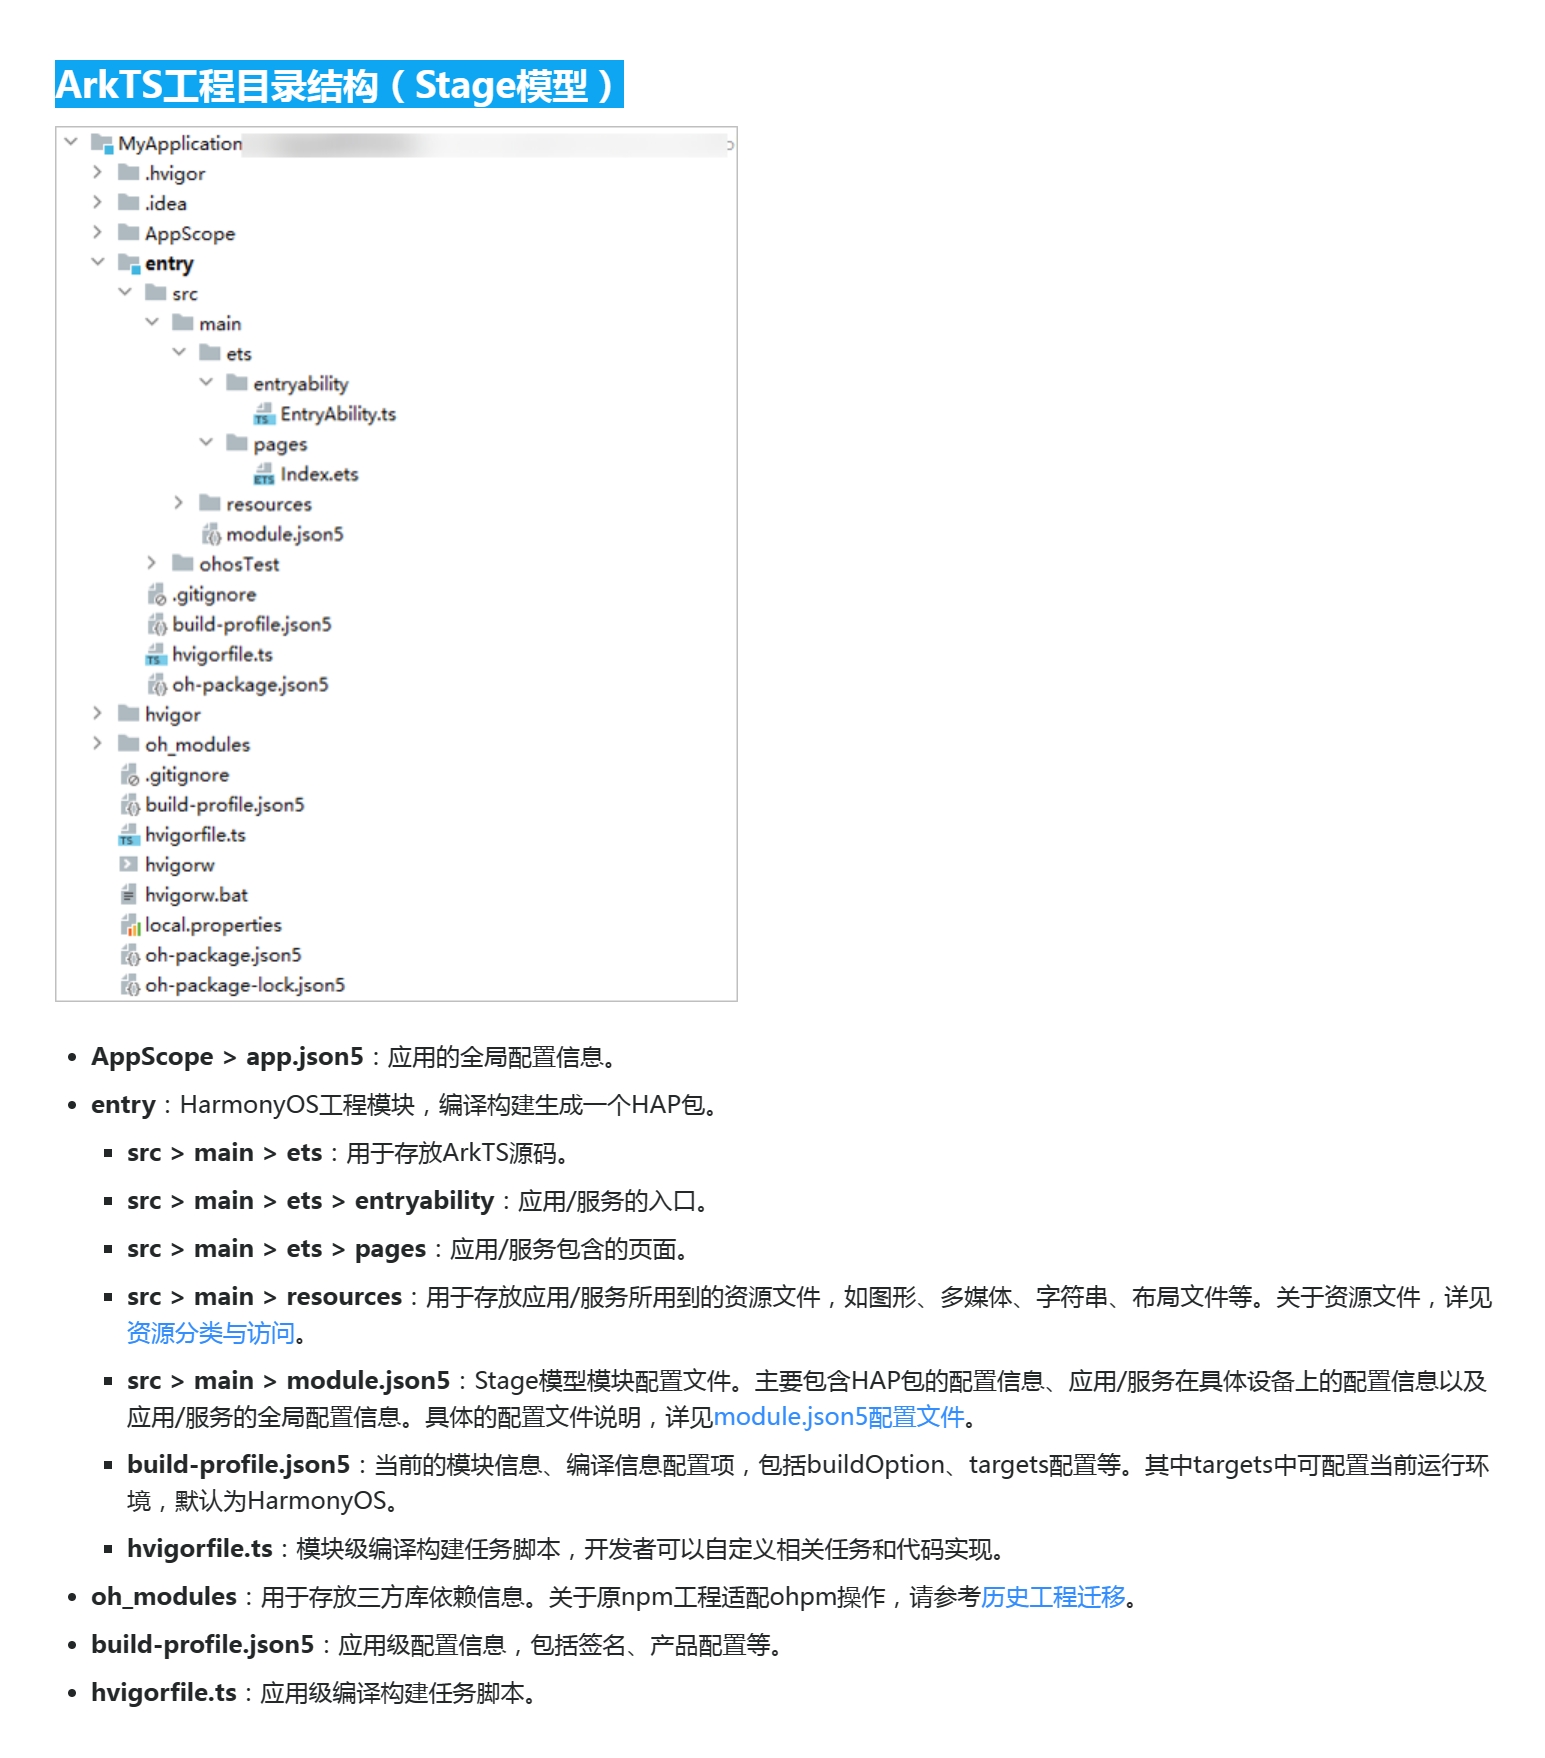 ArkTS工程目录结构（Stage模型）
MyApplication
.hvigor
.idea
AppScope
entry
src
main
ets
entryability
EntryAbility.ts
pages
Index.ets
resources
module.json5
ohosTest
.gitignore
build-profile.json5
hvigorfile.ts
oh-package.json5
hvigor
oh_modules
.gitignore
build-profile.json5
hvigorfile.ts
hvigorw
hvigorw.bat
local.properties
oh-package.json5
oh-package-lock.json5
• AppScope > app.json5：应用的全局配置信息。
• entry：HarmonyOS工程模块，编译构建生成一个HAP包。
▪ src > main > ets：用于存放ArkTS源码。
▪ src > main > ets > entryability：应用/服务的入口。
▪ src > main > ets > pages：应用/服务包含的页面。
▪ src > main > resources：用于存放应用/服务所用到的资源文件，如图形、多媒体、字符串、布局文件等。关于资源文件，详见
资源分类与访问。
▪ src > main > module.json5：Stage模型模块配置文件。主要包含HAP包的配置信息、应用/服务在具体设备上的配置信息以及
应用/服务的全局配置信息。具体的配置文件说明，详见module.json5配置文件。
▪ build-profile.json5：当前的模块信息、编译信息配置项，包括buildOption、targets配置等。其中targets中可配置当前运行环
境，默认为HarmonyOS。
▪ hvigorfile.ts：模块级编译构建任务脚本，开发者可以自定义相关任务和代码实现。
• oh_modules：用于存放三方库依赖信息。关于原npm工程适配ohpm操作，请参考历史工程迁移。
• build-profile.json5：应用级配置信息，包括签名、产品配置等。
• hvigorfile.ts：应用级编译构建任务脚本。